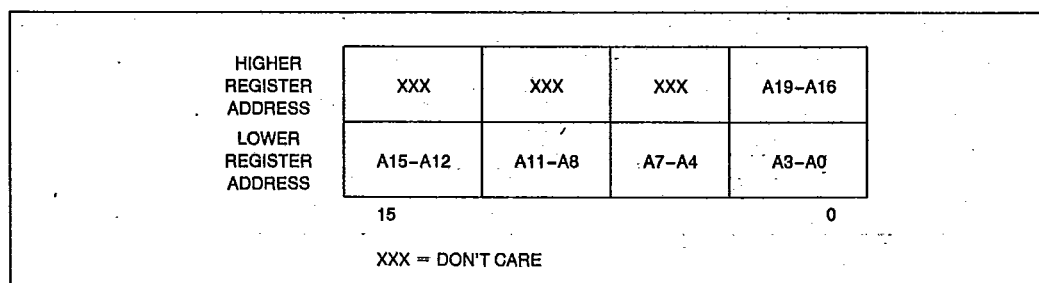 HIGHER
REGISTER
ADDRESS
XXX XXX XXX A19–A16
LOWER
REGISTER
ADDRESS
A15–A12 A11–A8 A7–A4 A3–A0
15 0
XXX = DON'T CARE